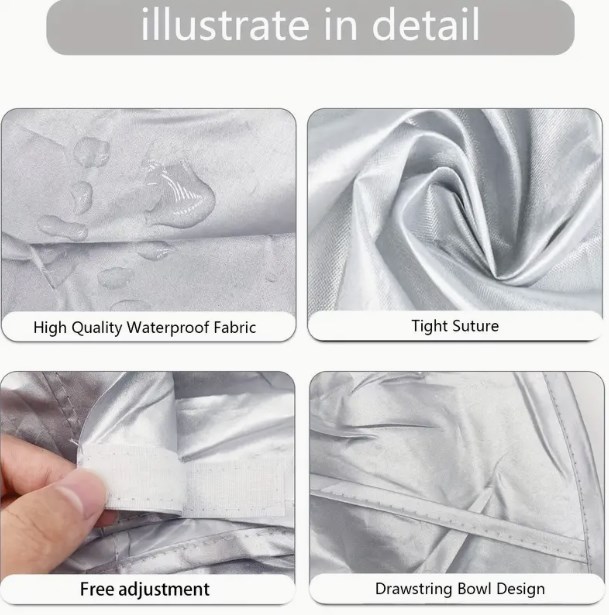 illustrate in detail
High Quality Waterproof Fabric
Tight Suture
Free adjustment
Drawstring Bowl Design